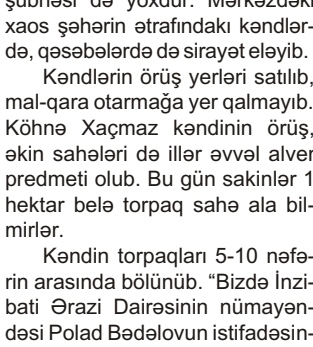 şübhəsi də yoxdur. Mərkəzdəki
xaos şəhərin ətrafındakı kəndlər-
də, qəsəbələrdə də sirayət eləyib.
Kəndlərin örüş yerləri satılıb,
mal-qara otarmağa yer qalmayıb.
Köhnə Xaçmaz kəndinin örüş,
əkin sahələri də illər əvvəl alver
predmeti olub. Bu gün sakinlər 1
hektar belə torpaq sahə ala bil-
mirlər.
Kəndin torpaqları 5-10 nəfə-
rin arasında bölünüb. “Bizdə İnzi-
bati Ərazi Dairəsinin nümayən-
dəsi Polad Bədəlovun istifadəsin-